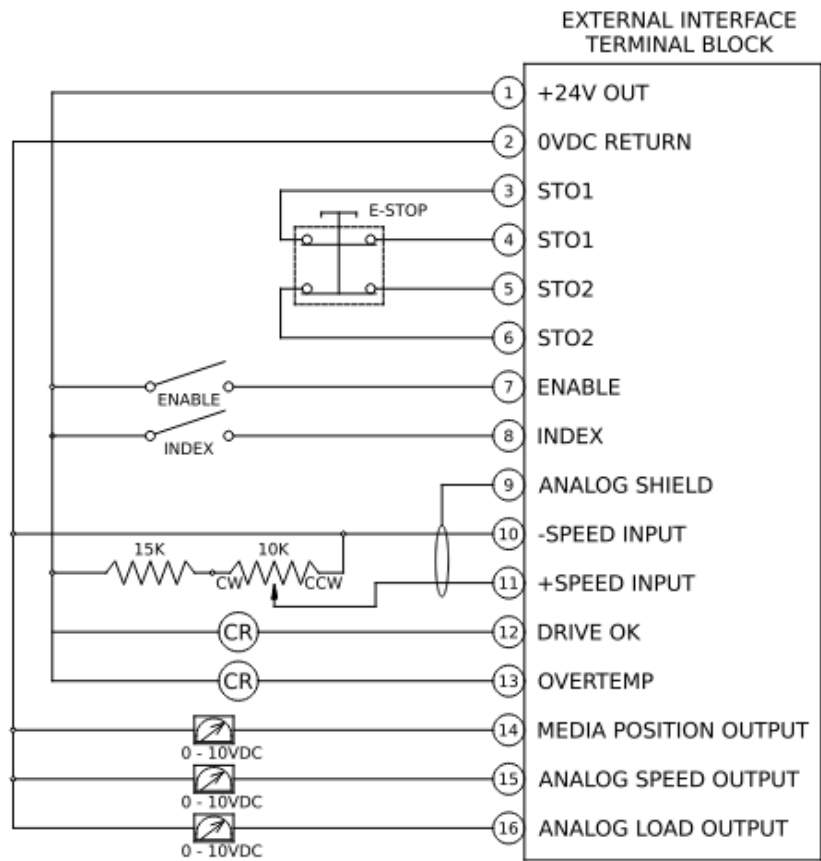 EXTERNAL INTERFACE
TERMINAL BLOCK
1 +24V OUT
2 0VDC RETURN
3 STO1
E-STOP
4 STO1
5 STO2
6 STO2
7 ENABLE
ENABLE
8 INDEX
INDEX
9 ANALOG SHIELD
10 -SPEED INPUT
15K 10K
CW CCW
11 +SPEED INPUT
CR 12 DRIVE OK
CR 13 OVERTEMP
14 MEDIA POSITION OUTPUT
0 - 10VDC
15 ANALOG SPEED OUTPUT
0 - 10VDC
16 ANALOG LOAD OUTPUT
0 - 10VDC